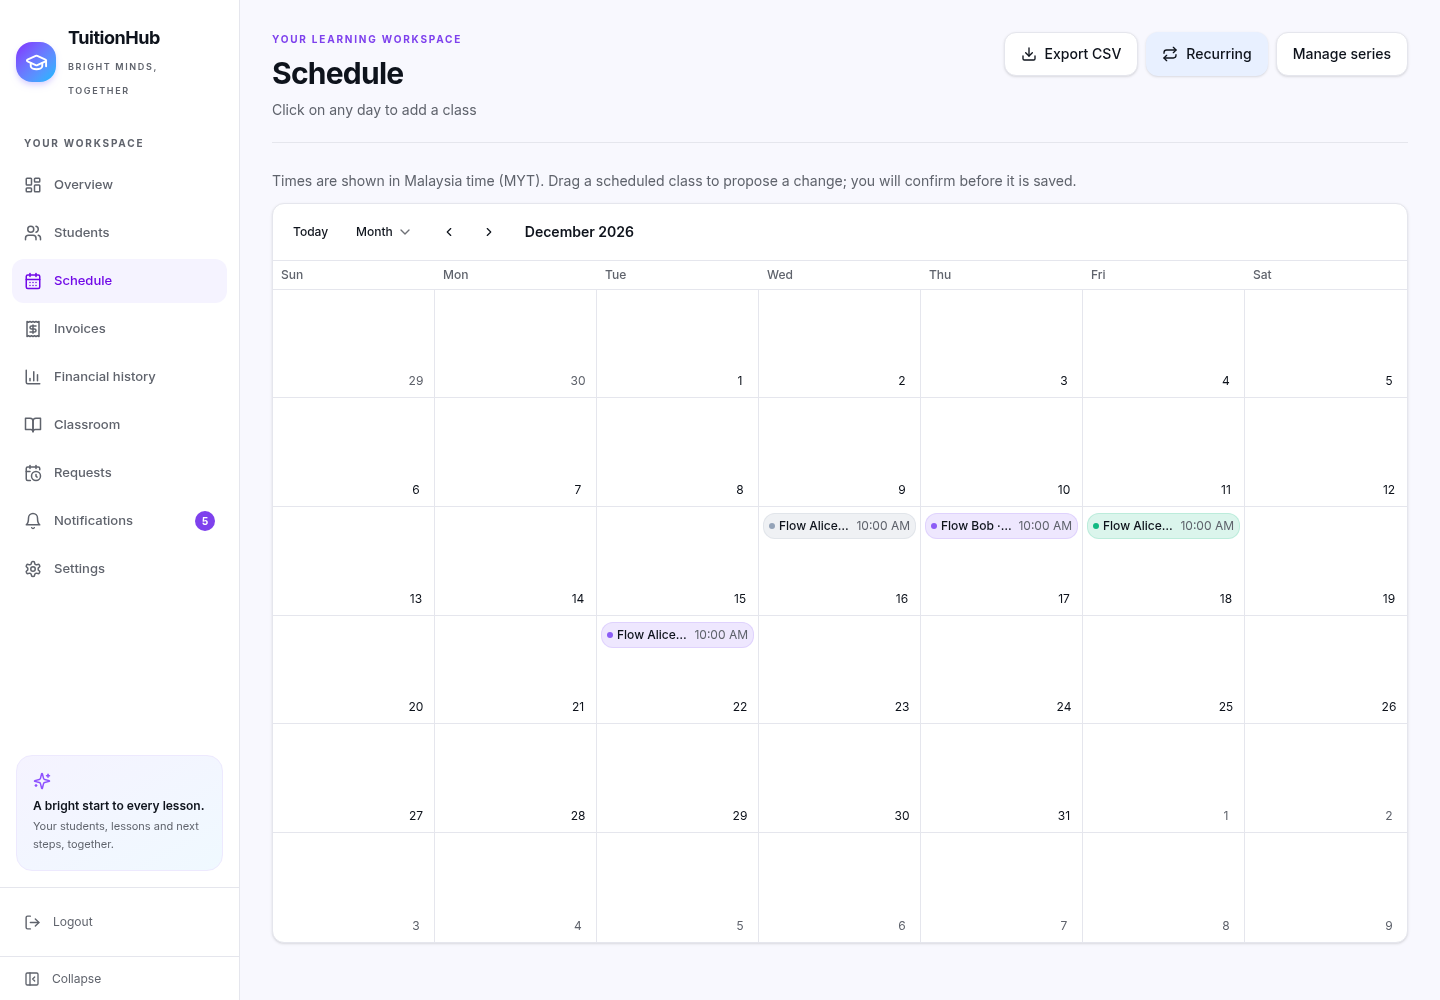 TuitionHub
BRIGHT MINDS,
TOGETHER
YOUR WORKSPACE
Overview
Students
Schedule
Invoices
Financial history
Classroom
Requests
Notifications 5
Settings
A bright start to every lesson.
Your students, lessons and next
steps, together.
Logout
Collapse
YOUR LEARNING WORKSPACE
Schedule
Click on any day to add a class
Export CSV Recurring Manage series
Times are shown in Malaysia time (MYT). Drag a scheduled class to propose a change; you will confirm before it is saved.
Today Month December 2026
Sun Mon Tue Wed Thu Fri Sat
29 30 1 2 3 4 5
6 7 8 9 10 11 12
Flow Alice... 10:00 AM Flow Bob ·... 10:00 AM Flow Alice... 10:00 AM
13 14 15 16 17 18 19
Flow Alice... 10:00 AM
20 21 22 23 24 25 26
27 28 29 30 31 1 2
3 4 5 6 7 8 9